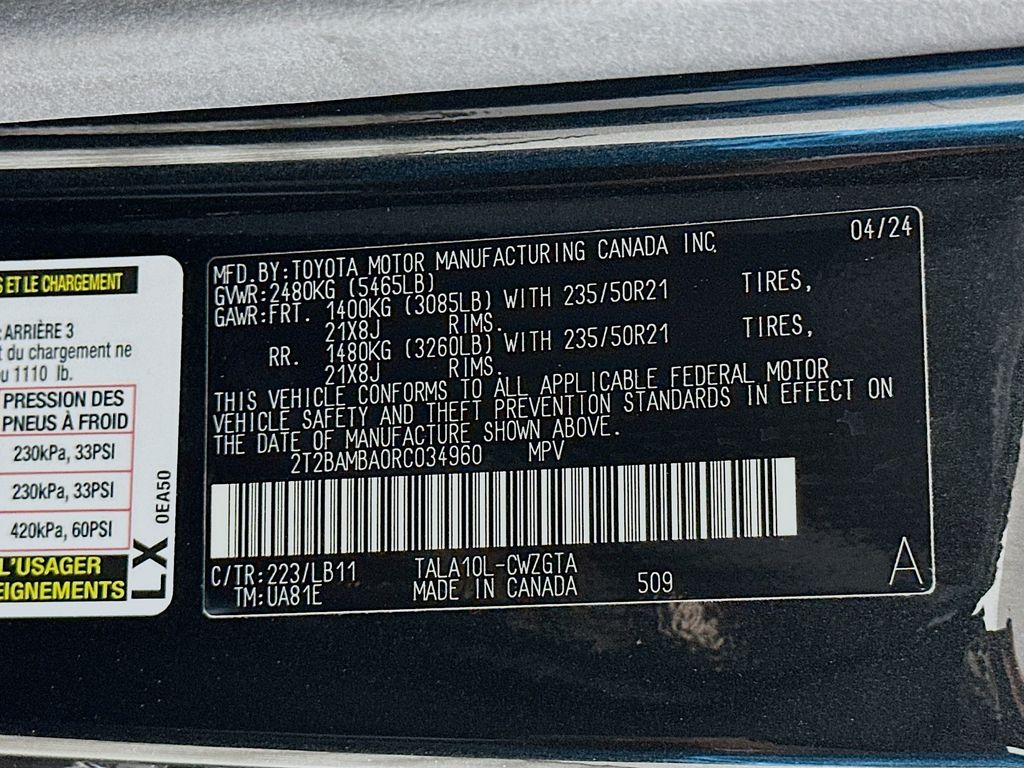 S ET LE CHARGEMENT
: ARRIÈRE 3
t du chargement ne
u 1110 lb.
PRESSION DES
PNEUS À FROID
230kPa, 33PSI
230kPa, 33PSI
420kPa, 60PSI
L'USAGER
EIGNEMENTS
LX
0EA50
04/24
MFD.BY:TOYOTA MOTOR MANUFACTURING CANADA INC.
GVWR:2480KG (5465LB)
GAWR:FRT. 1400KG (3085LB) WITH 235/50R21 TIRES,
21X8J RIMS.
RR. 1480KG (3260LB) WITH 235/50R21 TIRES,
21X8J RIMS.
THIS VEHICLE CONFORMS TO ALL APPLICABLE FEDERAL MOTOR
VEHICLE SAFETY AND THEFT PREVENTION STANDARDS IN EFFECT ON
THE DATE OF MANUFACTURE SHOWN ABOVE.
2T2BAMBA0RC034960 MPV
C/TR:223/LB11 TALA10L-CWZGTA
TM:UA81E MADE IN CANADA 509
A